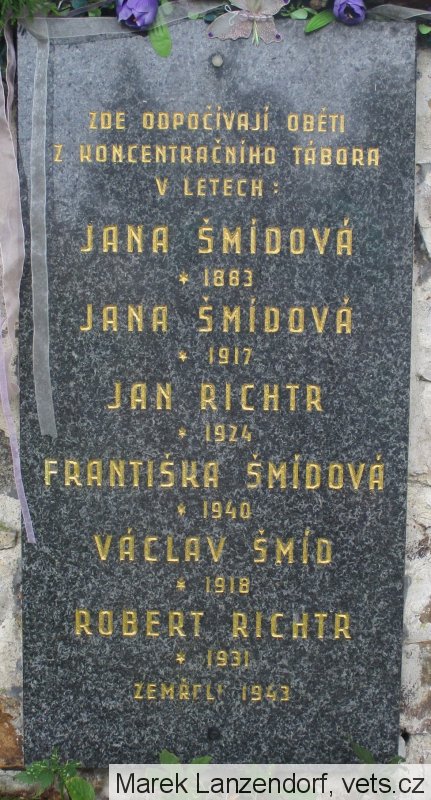 ZDE ODPOČÍVAJÍ OBĚTI
Z KONCENTRAČNÍHO TÁBORA
V LETECH:
JANA ŠMÍDOVÁ
* 1883
JANA ŠMÍDOVÁ
* 1917
JAN RICHTR
* 1924
FRANTIŠKA ŠMÍDOVÁ
* 1940
VÁCLAV ŠMÍD
* 1918
ROBERT RICHTR
* 1931
ZEMŘELI 1943
Marek Lanzendorf, vets.cz